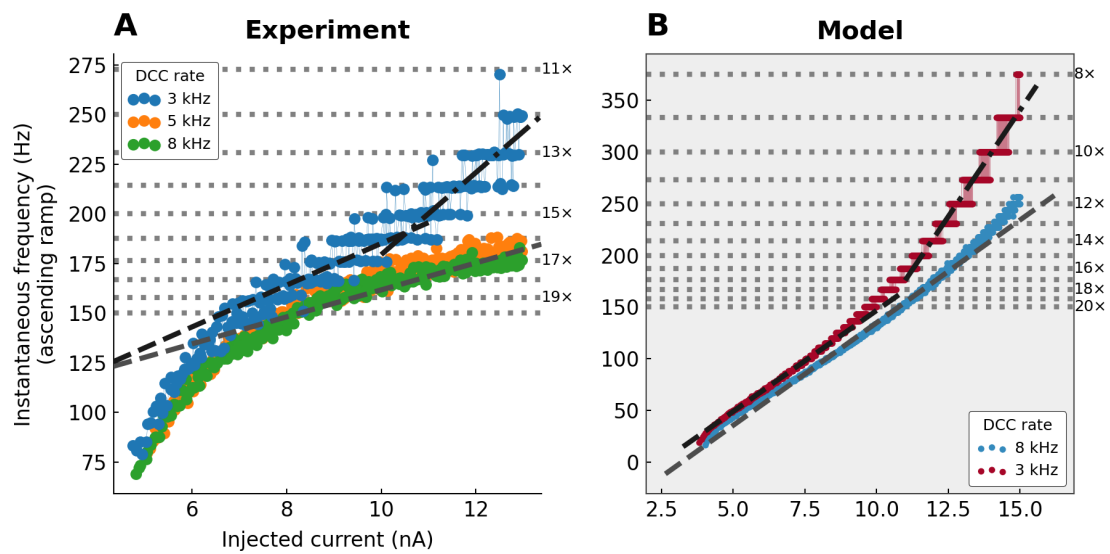 A
Experiment
Instantaneous frequency (Hz)
(ascending ramp)
275
250
225
200
175
150
125
100
75
DCC rate
3 kHz
5 kHz
8 kHz
11×
13×
15×
17×
19×
6
8
10
12
Injected current (nA)
B
Model
350
300
250
200
150
100
50
0
8×
10×
12×
14×
16×
18×
20×
DCC rate
8 kHz
3 kHz
2.5
5.0
7.5
10.0
12.5
15.0